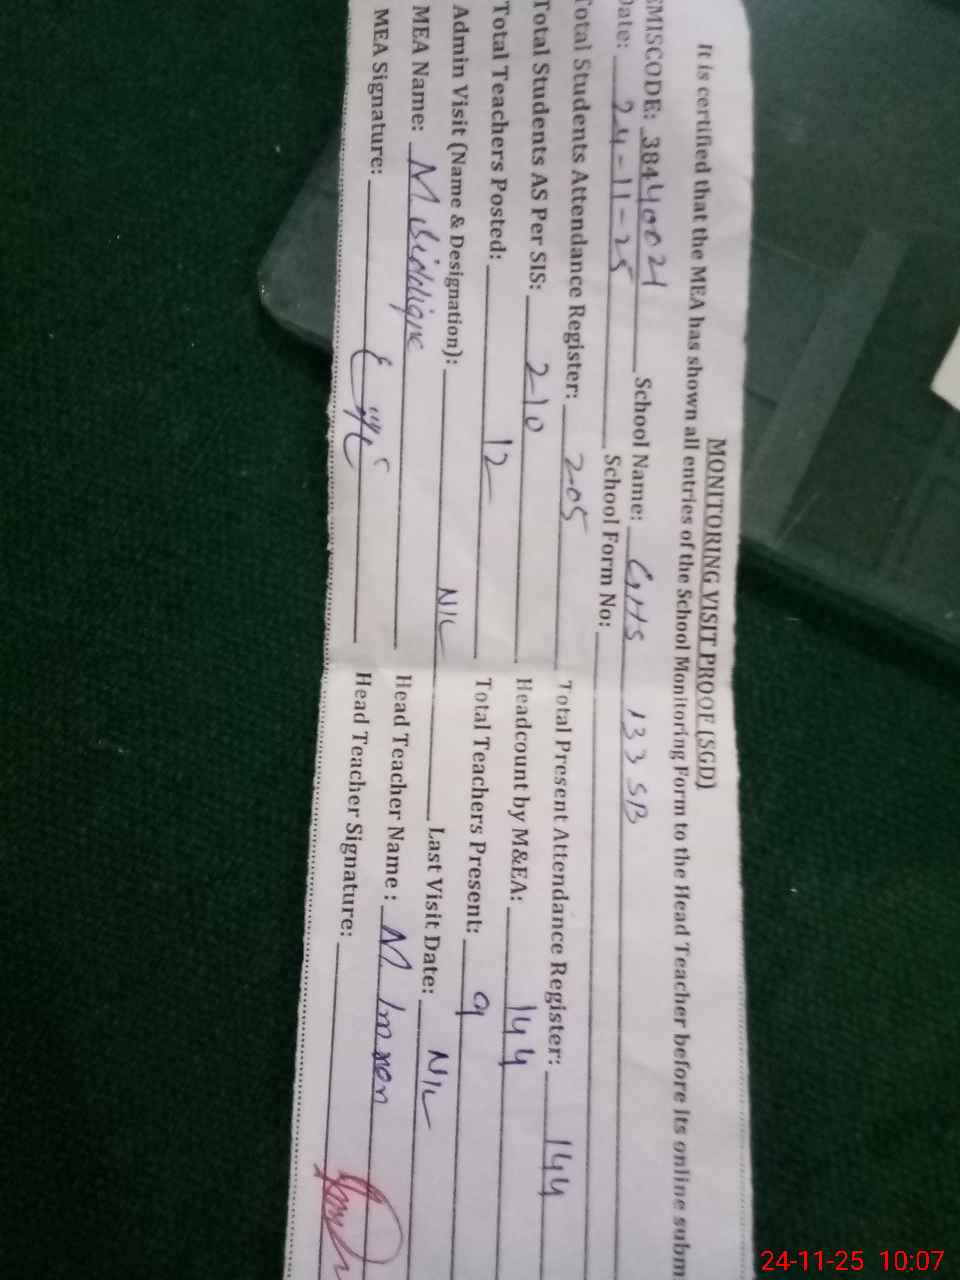 MONITORING VISIT PROOF (SGD)
It is certified that the MEA has shown all entries of the School Monitoring Form to the Head Teacher before its online subm
EMISCODE: 38440021 School Name: GHS 133 SB
Date: 24-11-25 School Form No:
Total Students Attendance Register: 205 Total Present Attendance Register: 144
Total Students AS Per SIS: 210 Headcount by M&EA: 144
Total Teachers Posted: 12 Total Teachers Present: 9
Admin Visit (Name & Designation): NIL Last Visit Date: NIL
MEA Name: M Siddique Head Teacher Name : M Imran
MEA Signature: Head Teacher Signature:
24-11-25 10:07